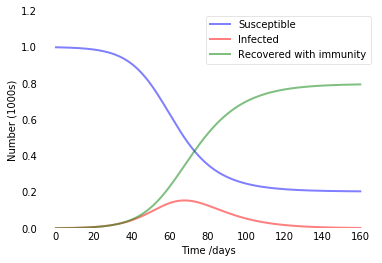 1.2
1.0
0.8
0.6
0.4
0.2
0.0
Number (1000s)
Susceptible
Infected
Recovered with immunity
0 20 40 60 80 100 120 140 160
Time /days